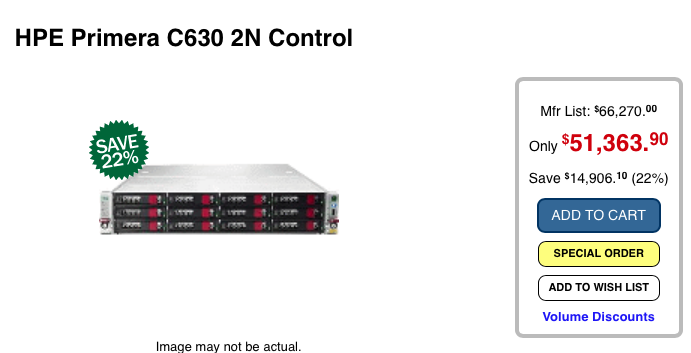 HPE Primera C630 2N Control
SAVE
22%
Mfr List: $66,270.00
Only $51,363.90
Save $14,906.10 (22%)
ADD TO CART
SPECIAL ORDER
ADD TO WISH LIST
Volume Discounts
Image may not be actual.